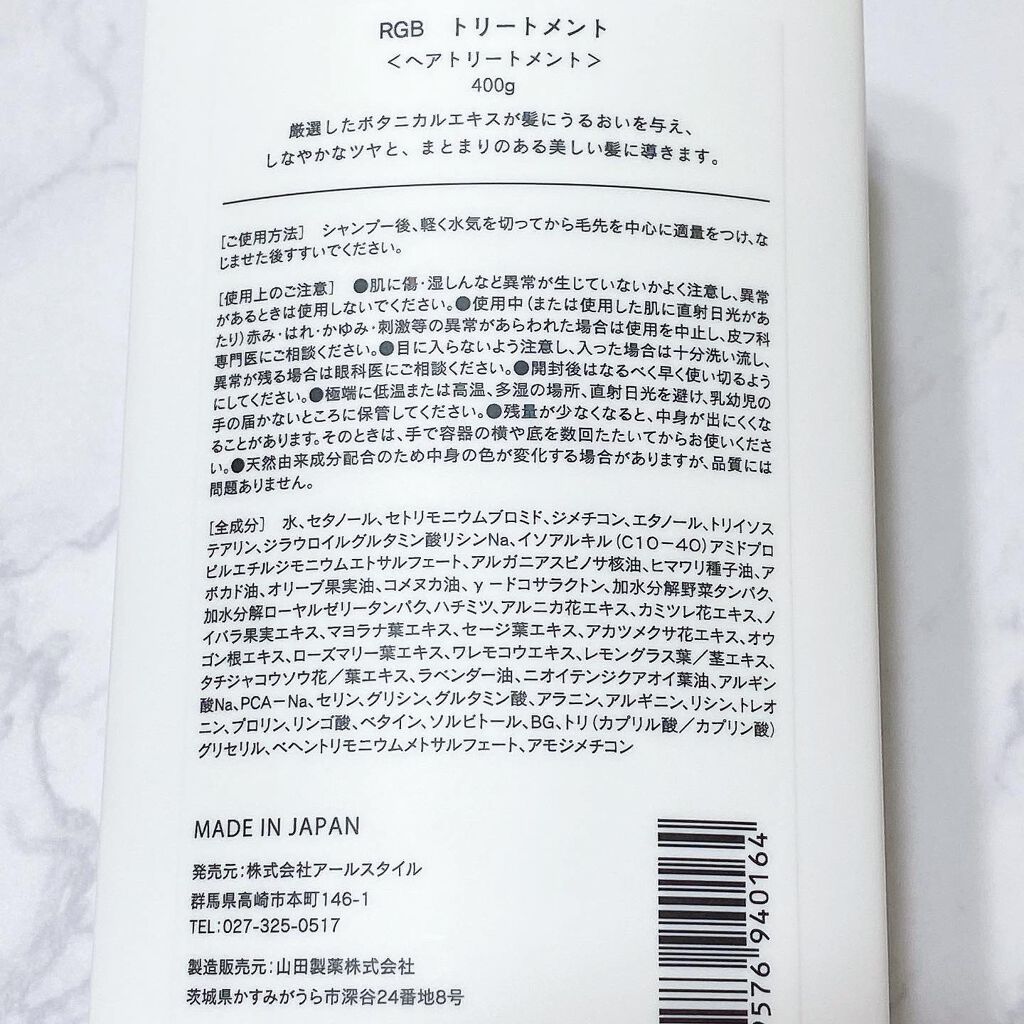 RGB トリートメント
<ヘアトリートメント>
400g
厳選したボタニカルエキスが髪にうるおいを与え、
しなやかなツヤと、まとまりのある美しい髪に導きます。
[ご使用方法] シャンプー後、軽く水気を切ってから毛先を中心に適量をつけ、な
じませた後すすいでください。
[使用上のご注意] ●肌に傷・湿しんなど異常が生じていないかよく注意し、異常
があるときは使用しないでください。●使用中(または使用した肌に直射日光があ
たり)赤み・はれ・かゆみ・刺激等の異常があらわれた場合は使用を中止し、皮フ科
専門医にご相談ください。●目に入らないよう注意し、入った場合は十分洗い流し、
異常が残る場合は眼科医にご相談ください。●開封後はなるべく早く使い切るよう
にしてください。●極端に低温または高温、多湿の場所、直射日光を避け、乳幼児の
手の届かないところに保管してください。●残量が少なくなると、中身が出にくくな
ることがあります。そのときは、手で容器の横や底を数回たたいてからお使いくださ
い。●天然由来成分配合のため中身の色が変化する場合がありますが、品質には
問題ありません。
[全成分] 水、セタノール、セトリモニウムブロミド、ジメチコン、エタノール、トリイソス
テアリン、ジラウロイルグルタミン酸リシンNa、イソアルキル(C10-40)アミドプロ
ピルエチルジモニウムエトサルフェート、アルガニアスピノサ核油、ヒマワリ種子油、ア
ボカド油、オリーブ果実油、コメヌカ油、γ-ドコサラクトン、加水分解野菜タンパク、
加水分解ローヤルゼリータンパク、ハチミツ、アルニカ花エキス、カミツレ花エキス、ノ
イバラ果実エキス、マヨラナ葉エキス、セージ葉エキス、アカツメクサ花エキス、オウ
ゴン根エキス、ローズマリー葉エキス、ワレモコウエキス、レモングラス葉/茎エキス、
タチジャコウソウ花/葉エキス、ラベンダー油、ニオイテンジクアオイ葉油、アルギン
酸Na、PCA-Na、セリン、グリシン、グルタミン酸、アラニン、アルギニン、リシン、トレオ
ニン、プロリン、リンゴ酸、ベタイン、ソルビトール、BG、トリ(カプリル酸/カプリン酸)
グリセリル、ベヘントリモニウムメトサルフェート、アモジメチコン
MADE IN JAPAN
発売元:株式会社アールスタイル
群馬県高崎市本町146-1
TEL:027-325-0517
製造販売元:山田製薬株式会社
茨城県かすみがうら市深谷24番地8号
9576 940164